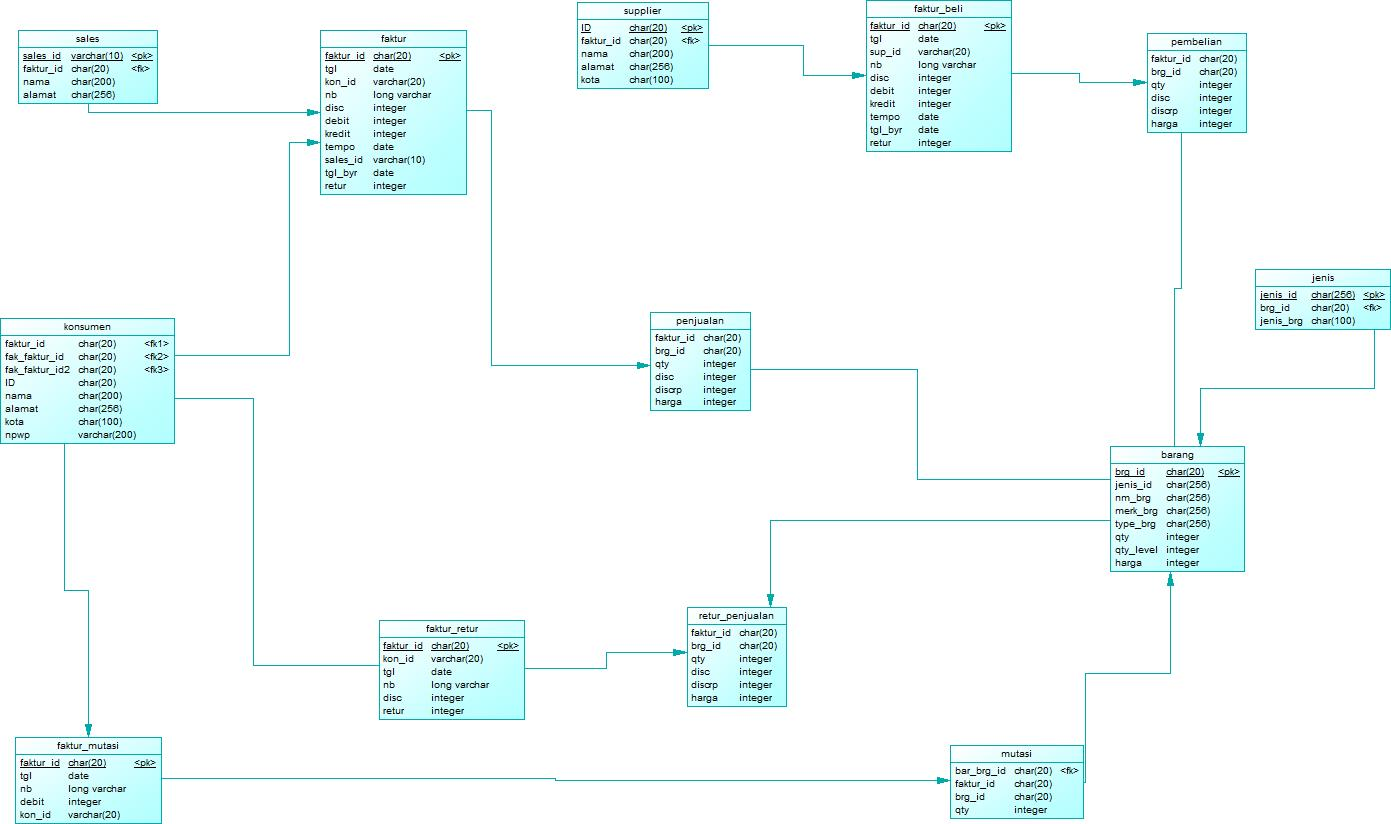 sales
sales_id varchar(10) <pk>
faktur_id char(20) <fk>
nama char(200)
alamat char(256)
faktur
faktur_id char(20) <pk>
tgl date
kon_id varchar(20)
nb long varchar
disc integer
debit integer
kredit integer
tempo date
sales_id varchar(10)
tgl_byr date
retur integer
supplier
ID char(20) <pk>
faktur_id char(20) <fk>
nama char(200)
alamat char(256)
kota char(100)
faktur_beli
faktur_id char(20) <pk>
tgl date
sup_id varchar(20)
nb long varchar
disc integer
debit integer
kredit integer
tempo date
tgl_byr date
retur integer
pembelian
faktur_id char(20)
brg_id char(20)
qty integer
disc integer
discrp integer
harga integer
jenis
jenis_id char(256) <pk>
brg_id char(20) <fk>
jenis_brg char(100)
konsumen
faktur_id char(20) <fk1>
fak_faktur_id char(20) <fk2>
fak_faktur_id2 char(20) <fk3>
ID char(20)
nama char(200)
alamat char(256)
kota char(100)
npwp varchar(200)
penjualan
faktur_id char(20)
brg_id char(20)
qty integer
disc integer
discrp integer
harga integer
barang
brg_id char(20) <pk>
jenis_id char(256)
nm_brg char(256)
merk_brg char(256)
type_brg char(256)
qty integer
qty_level integer
harga integer
faktur_retur
faktur_id char(20) <pk>
kon_id varchar(20)
tgl date
nb long varchar
disc integer
retur integer
retur_penjualan
faktur_id char(20)
brg_id char(20)
qty integer
disc integer
discrp integer
harga integer
faktur_mutasi
faktur_id char(20) <pk>
tgl date
nb long varchar
debit integer
kon_id varchar(20)
mutasi
bar_brg_id char(20) <fk>
faktur_id char(20)
brg_id char(20)
qty integer